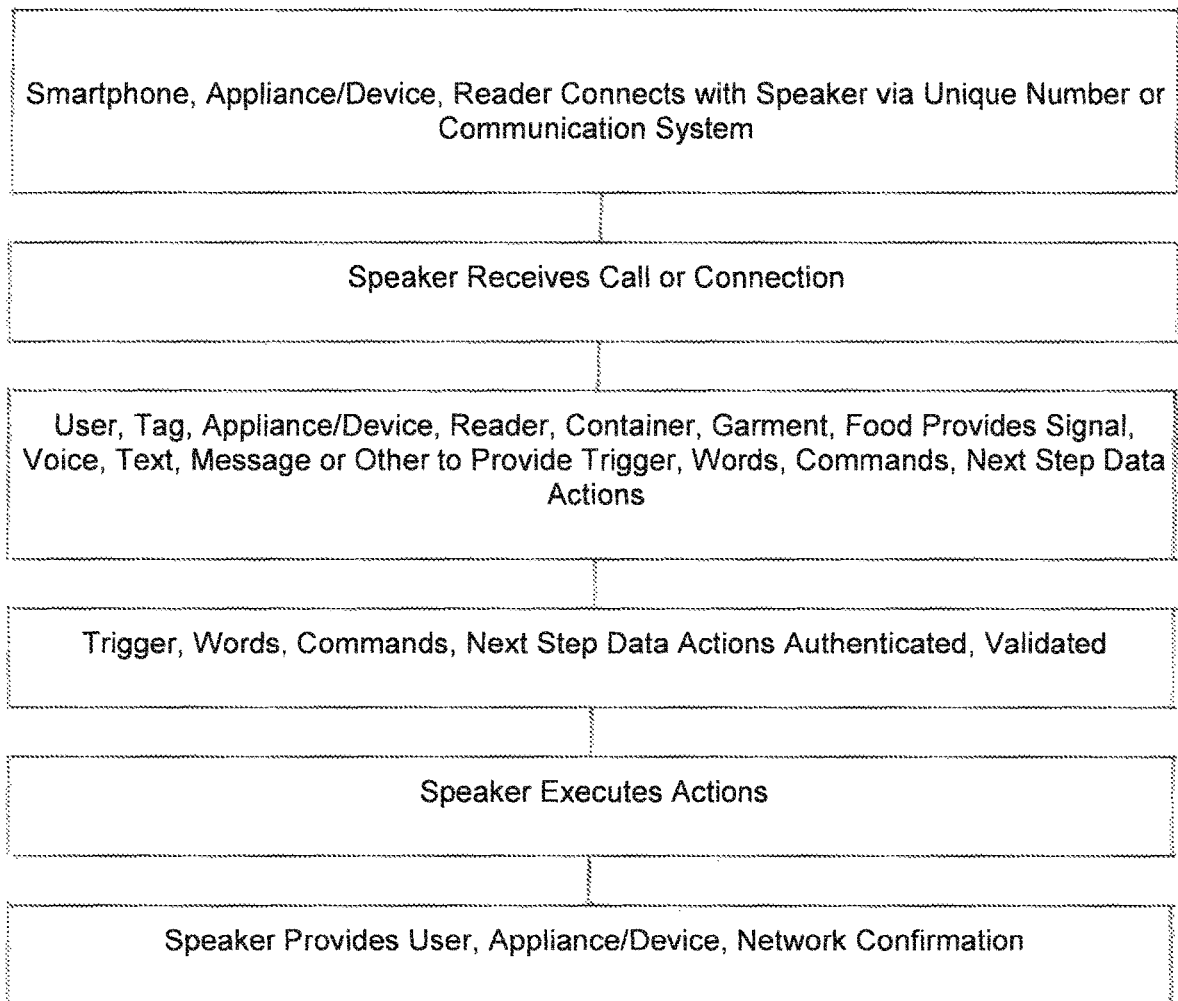 Smartphone, Appliance/Device, Reader Connects with Speaker via Unique Number or
Communication System
Speaker Receives Call or Connection
User, Tag, Appliance/Device, Reader, Container, Garment, Food Provides Signal,
Voice, Text, Message or Other to Provide Trigger, Words, Commands, Next Step Data
Actions
Trigger, Words, Commands, Next Step Data Actions Authenticated, Validated
Speaker Executes Actions
Speaker Provides User, Appliance/Device, Network Confirmation